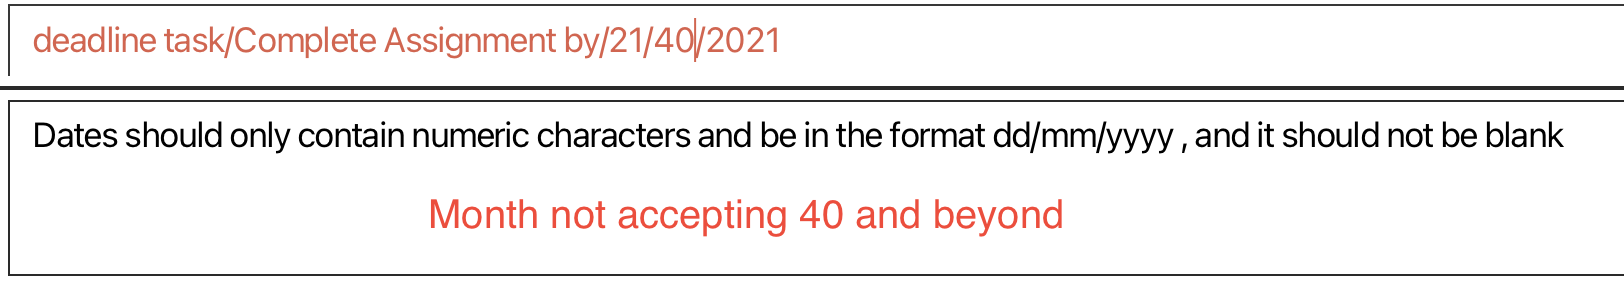 deadline task/Complete Assignment by/21/40/2021
Dates should only contain numeric characters and be in the format dd/mm/yyyy , and it should not be blank
Month not accepting 40 and beyond